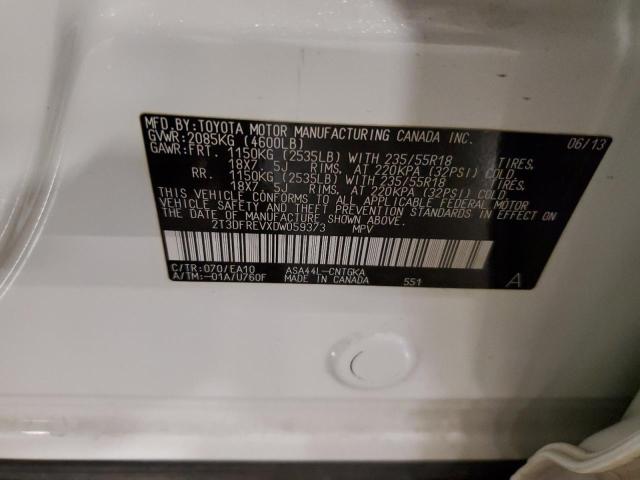 MFD.BY:TOYOTA MOTOR MANUFACTURING CANADA INC. 06/13
GVWR:2085KG (4600LB)
GAWR:FRT. 1150KG (2535LB) WITH 235/55R18 TIRES,
18X7 5J RIMS, AT 220KPA (32PSI) COLD.
RR. 1150KG (2535LB) WITH 235/55R18 TIRES,
18X7 5J RIMS, AT 220KPA (32PSI) COLD.
THIS VEHICLE CONFORMS TO ALL APPLICABLE FEDERAL MOTOR
VEHICLE SAFETY AND THEFT PREVENTION STANDARDS IN EFFECT ON
THE DATE OF MANUFACTURE SHOWN ABOVE.
2T3DFREVXDW059373 MPV
C/TR:070/EA10 ASA44L-CNTGKA
A/TM:-01A/U760F MADE IN CANADA 551 A